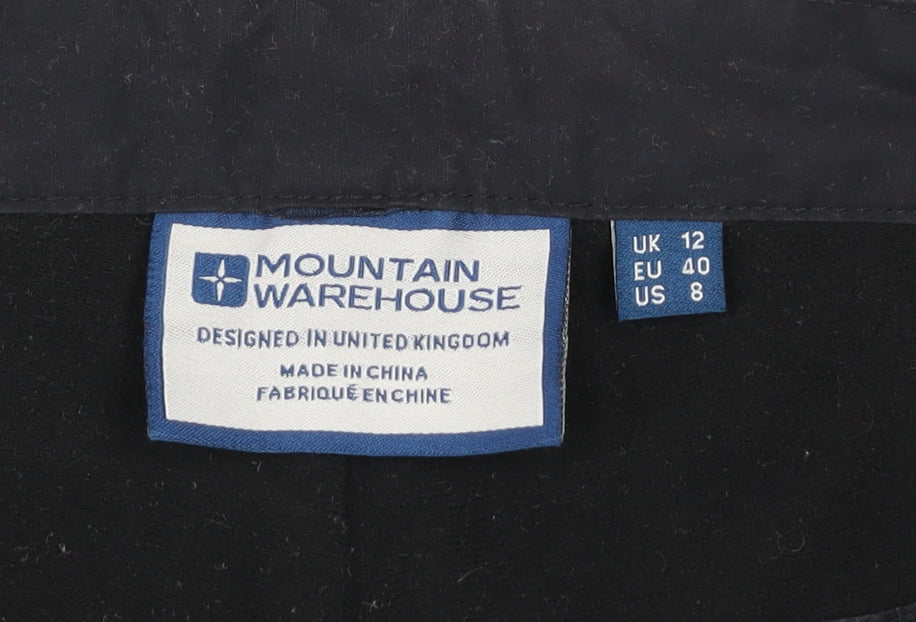 MOUNTAIN
WAREHOUSE
DESIGNED IN UNITED KINGDOM
MADE IN CHINA
FABRIQUÉ EN CHINE
UK 12
EU 40
US 8